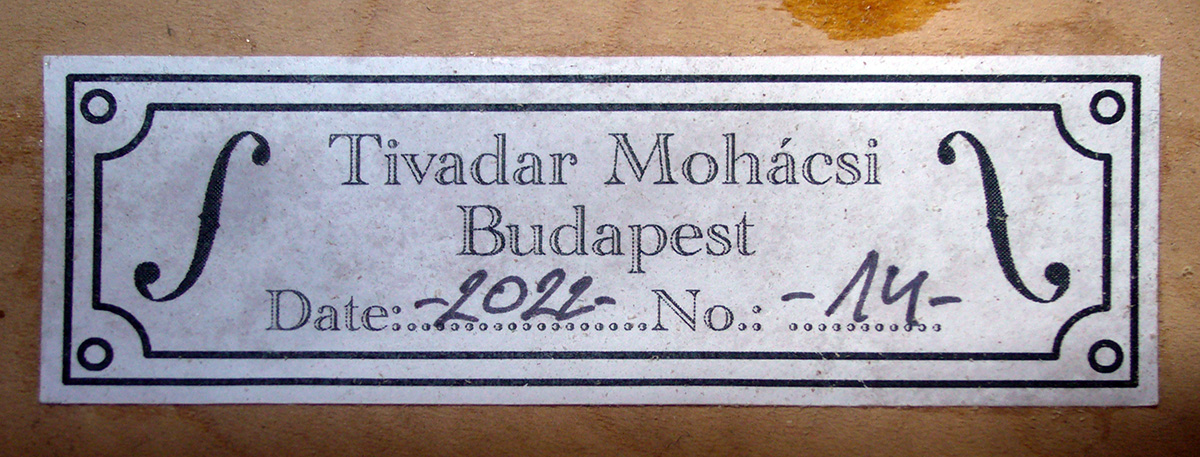 Tivadar Mohácsi
Budapest
Date:..-2022-..................No.: ..-14-..